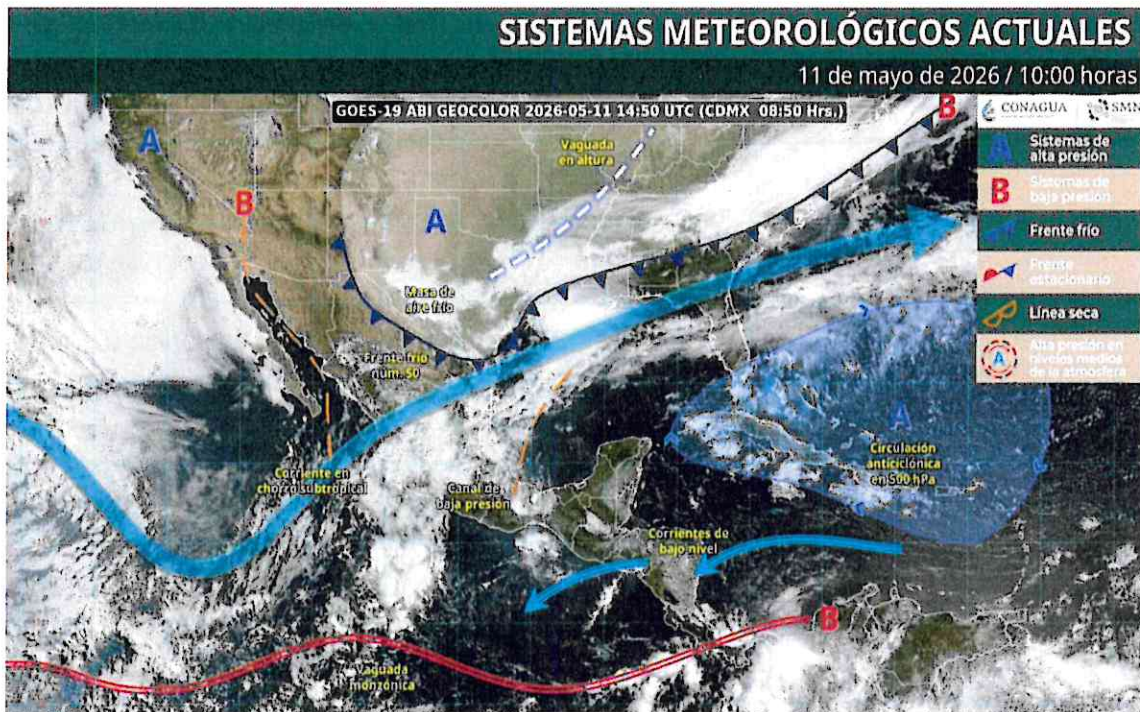 SISTEMAS METEOROLÓGICOS ACTUALES
11 de mayo de 2026 / 10:00 horas
GOES-19 ABI GEOCOLOR 2026-05-11 14:50 UTC (CDMX 08:50 Hrs.)
CONAGUA
SMN
A
B
B
A
Vaguada
en altura
Masa de
aire frío
Frente frío
núm. 50
Corriente en
chorro subtropical
Canal de
baja presión
A
Circulación
anticiclónica
en 500 hPa
Corrientes de
bajo nivel
B
Vaguada
monzónica
A
Sistemas de
alta presión
B
Sistemas de
baja presión
Frente frío
Frente
estacionario
Línea seca
A
Alta presión en
niveles medios
de la atmosfera